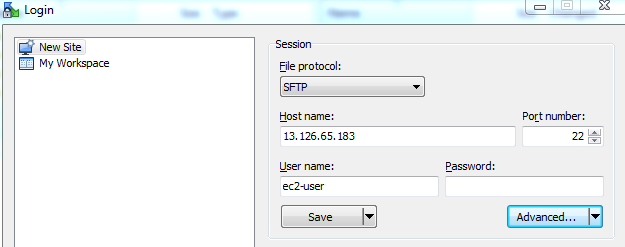 Login
New Site
My Workspace
Session
File protocol:
SFTP
Host name:
Port number:
13.126.65.183
22
User name:
Password:
ec2-user
Save
Advanced...